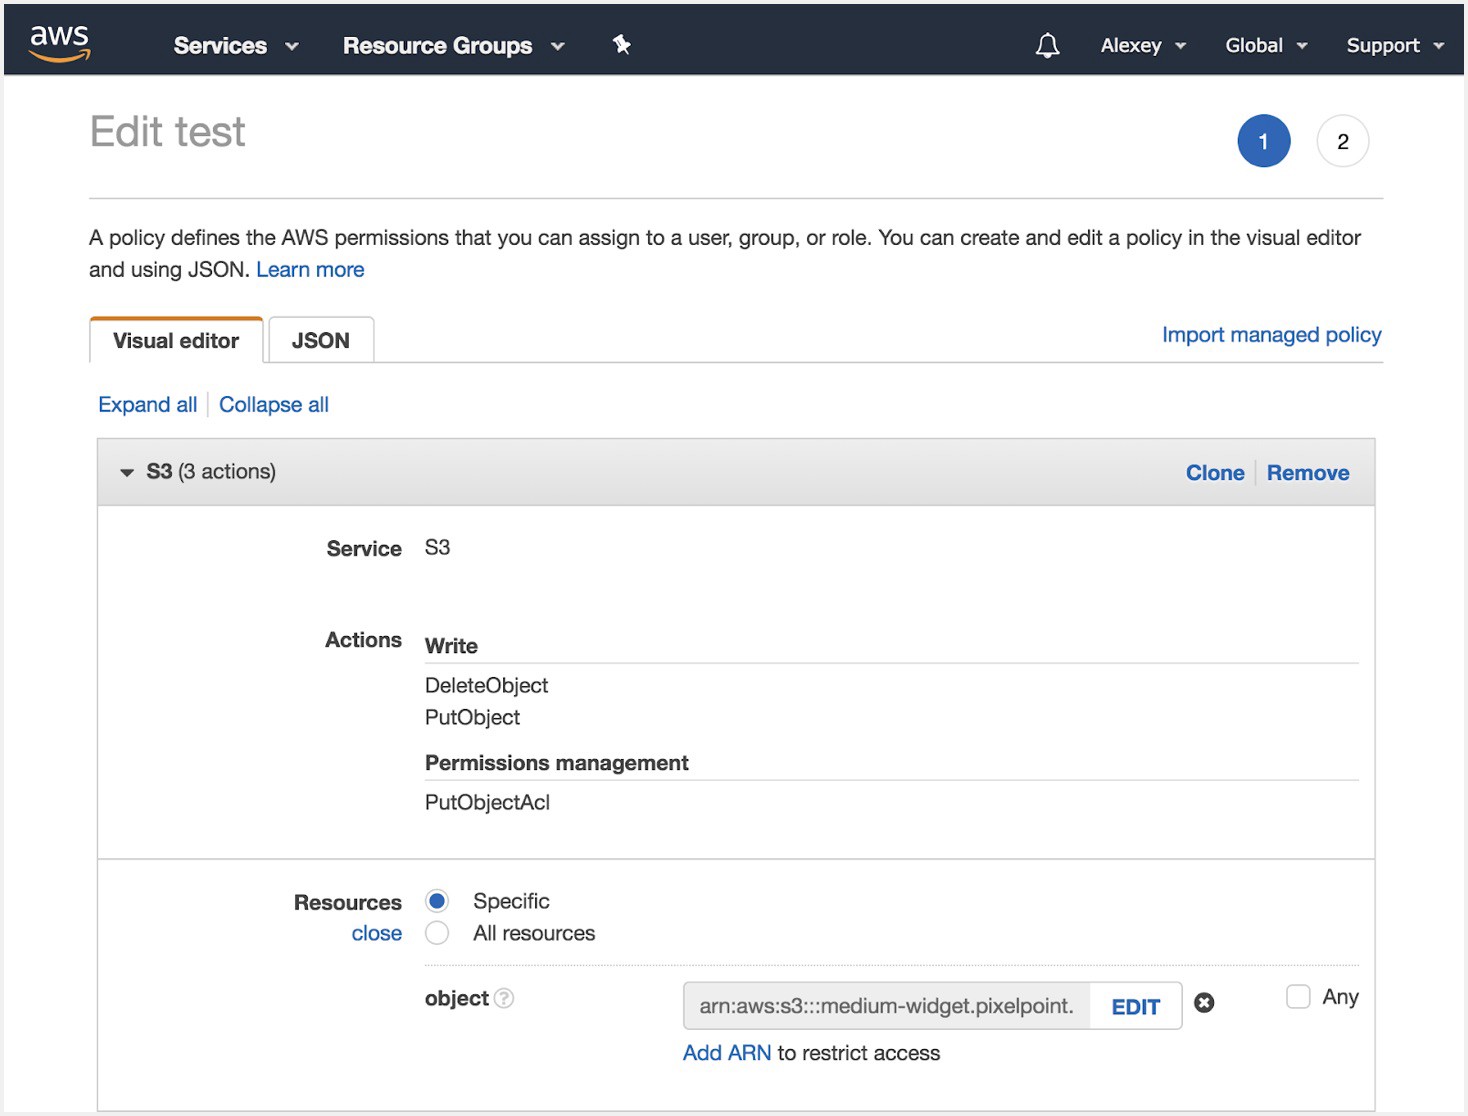 aws Services Resource Groups Alexey Global Support
Edit test
1 2
A policy defines the AWS permissions that you can assign to a user, group, or role. You can create and edit a policy in the visual editor
and using JSON. Learn more
Visual editor JSON Import managed policy
Expand all Collapse all
S3 (3 actions) Clone Remove
Service S3
Actions Write
DeleteObject
PutObject
Permissions management
PutObjectAcl
Resources Specific
close All resources
object ? arn:aws:s3:::medium-widget.pixelpoint. EDIT Any
Add ARN to restrict access